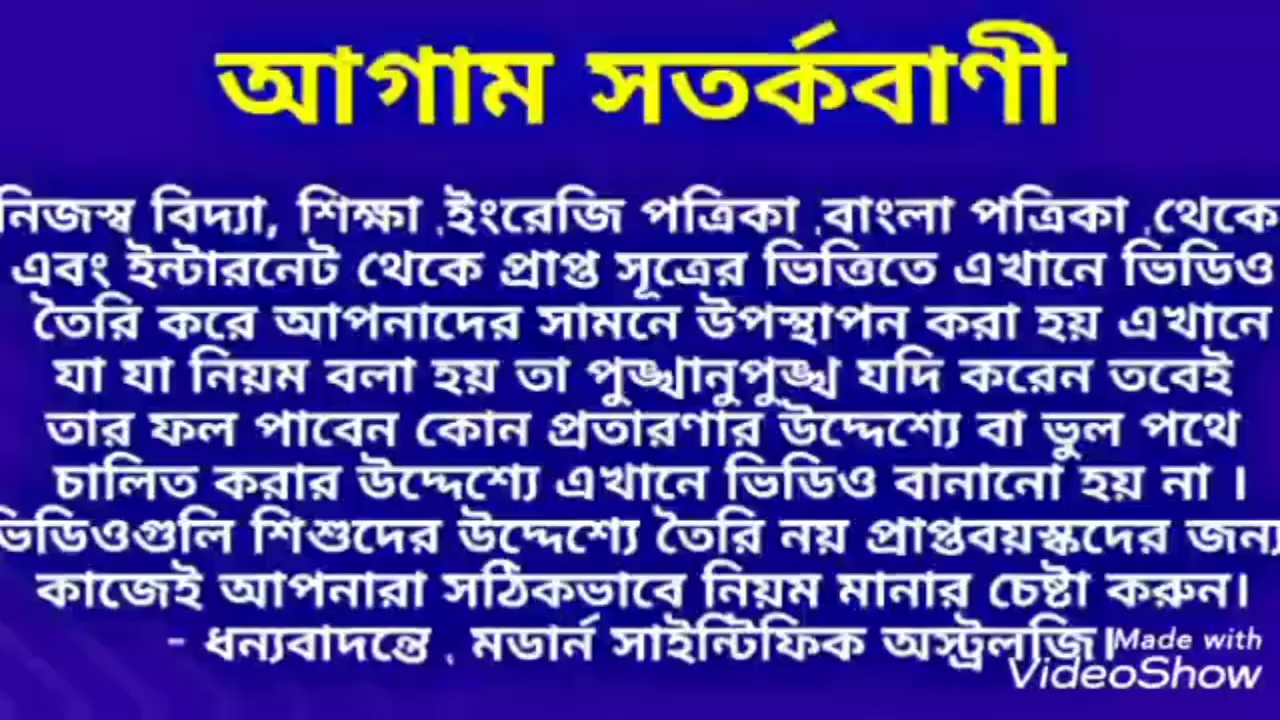 আগাম সতর্কবাণী
নিজস্ব বিদ্যা, শিক্ষা ,ইংরেজি পত্রিকা ,বাংলা পত্রিকা ,থেকে
এবং ইন্টারনেট থেকে প্রাপ্ত সূত্রের ভিত্তিতে এখানে ভিডিও
তৈরি করে আপনাদের সামনে উপস্থাপন করা হয় এখানে
যা যা নিয়ম বলা হয় তা পুঙ্খানুপুঙ্খ যদি করেন তবেই
তার ফল পাবেন কোন প্রতারণার উদ্দেশ্যে বা ভুল পথে
চালিত করার উদ্দেশ্যে এখানে ভিডিও বানানো হয় না ।
ভিডিওগুলি শিশুদের উদ্দেশ্যে তৈরি নয় প্রাপ্তবয়স্কদের জন্য
কাজেই আপনারা সঠিকভাবে নিয়ম মানার চেষ্টা করুন।
- ধন্যবাদন্তে , মডার্ন সাইন্টিফিক অস্ট্রলজি।
Made with
VideoShow